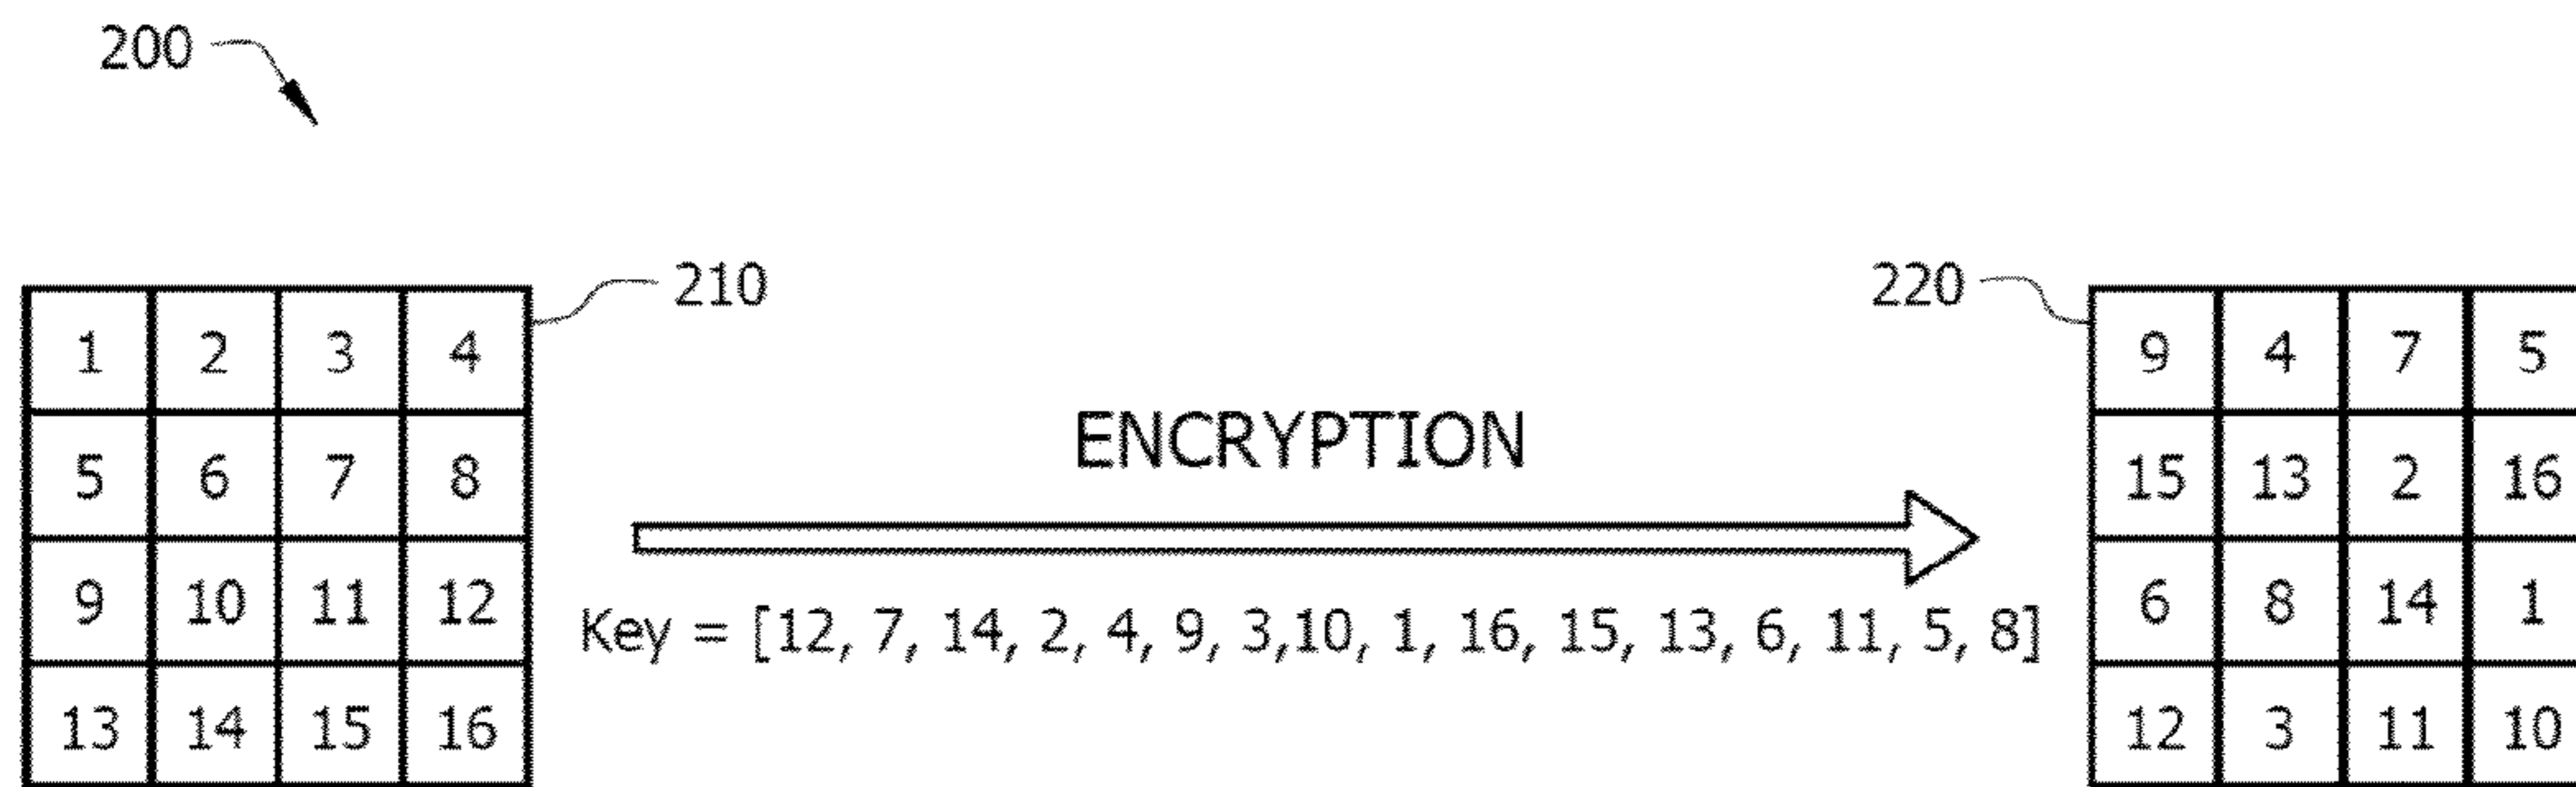 200
210
220
1 2 3 4
5 6 7 8
9 10 11 12
13 14 15 16
ENCRYPTION
Key = [12, 7, 14, 2, 4, 9, 3,10, 1, 16, 15, 13, 6, 11, 5, 8]
9 4 7 5
15 13 2 16
6 8 14 1
12 3 11 10